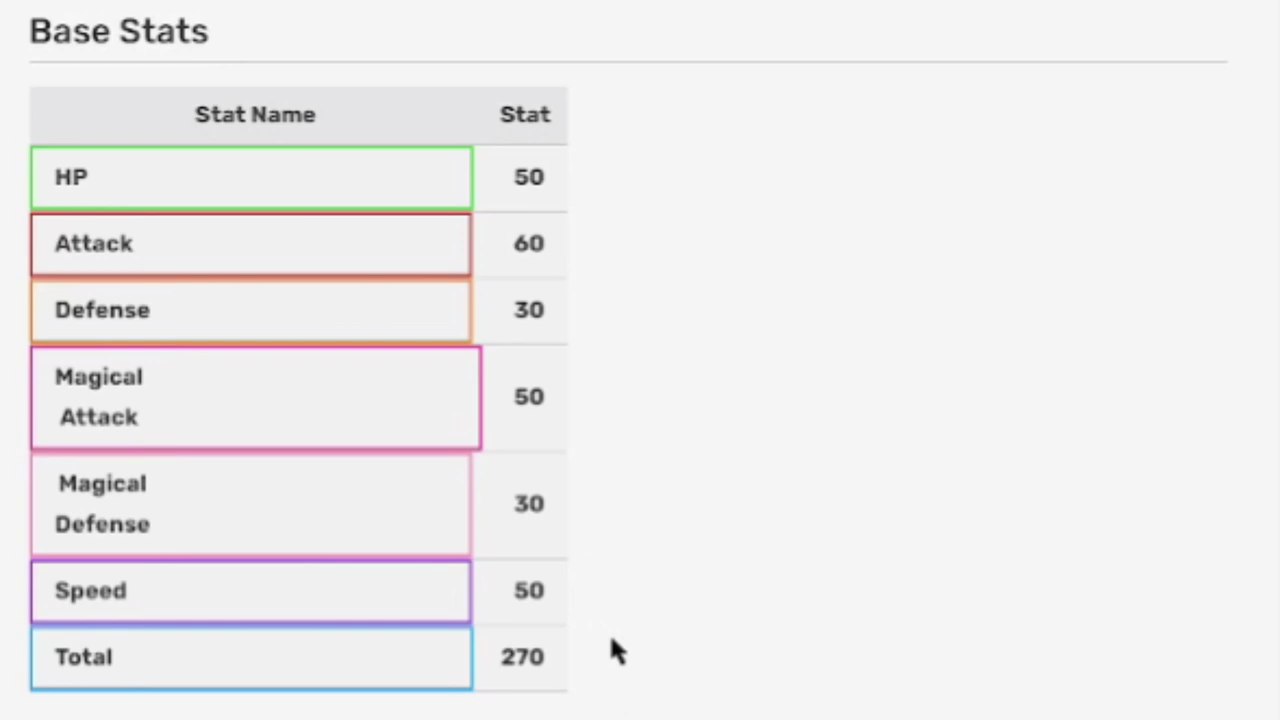 Base Stats
Stat Name Stat
HP 50
Attack 60
Defense 30
Magical
Attack 50
Magical
Defense 30
Speed 50
Total 270